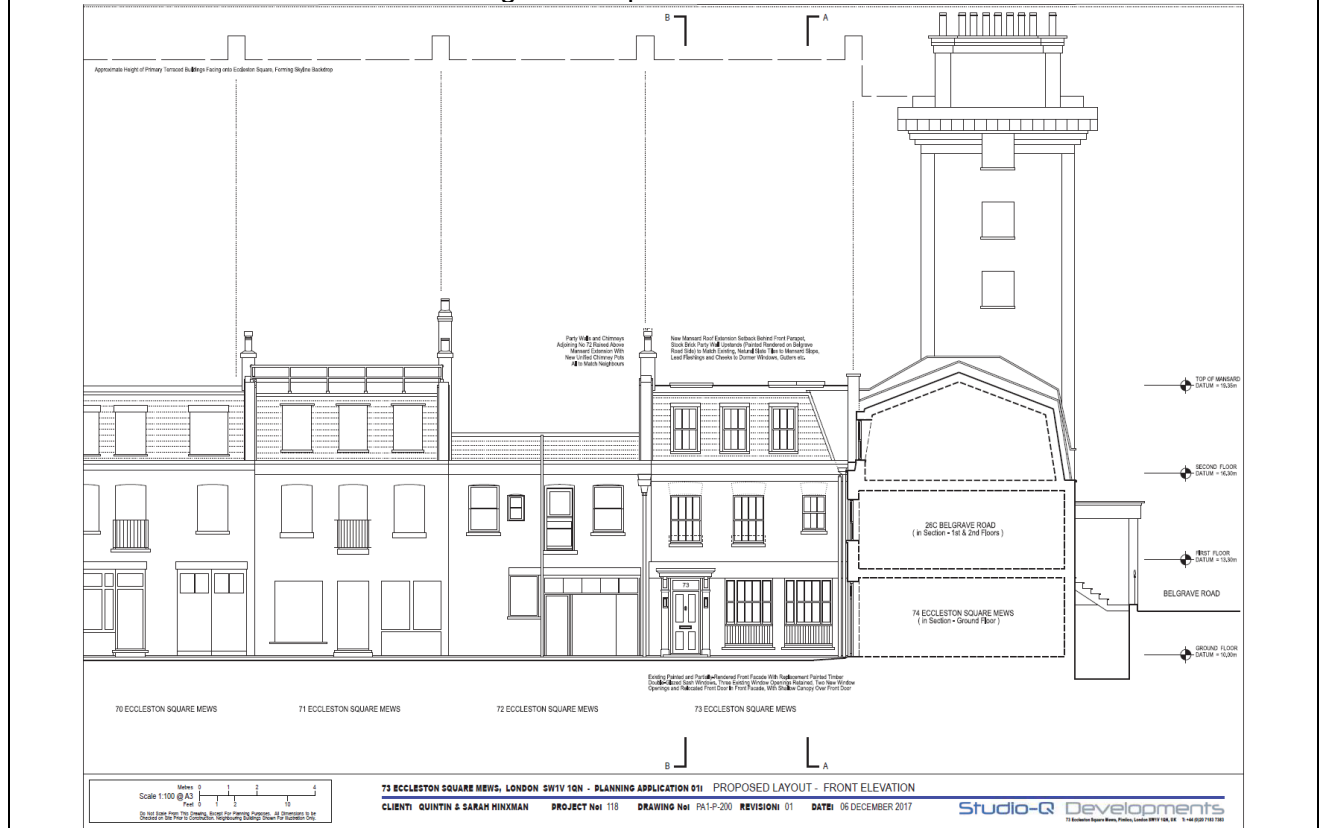 B
A
Approximate Height of Primary Terraced Buildings Facing onto Eccleston Square, Forming Skyline Backdrop
Party Walls and Chimneys
Adjoining No.72 Raised Above
Mansard Extension With
New Unified Chimney Pots
All to Match Neighbours
New Mansard Roof Extension Setback Behind Front Parapet,
Stock Brick Party Wall Upstands (Painted Rendered on Belgrave
Road Side) to Match Existing, Natural Slate Tiles to Mansard Slope,
Lead Flashings and Cheeks to Dormer Windows, Gutters etc.
TOP OF MANSARD
DATUM = 19,35m
SECOND FLOOR
DATUM = 16,30m
26C BELGRAVE ROAD
( in Section - 1st & 2nd Floors )
FIRST FLOOR
DATUM = 13,30m
73
BELGRAVE ROAD
74 ECCLESTON SQUARE MEWS
( in Section - Ground Floor )
GROUND FLOOR
DATUM = 10,00m
Existing Painted and Partially-Rendered Front Facade With Replacement Painted Timber
Double-Glazed Sash Windows, Three Existing Window Openings Retained, Two New Window
Openings and Relocated Front Door in Front Facade, With Shallow Canopy Over Front Door
70 ECCLESTON SQUARE MEWS
71 ECCLESTON SQUARE MEWS
72 ECCLESTON SQUARE MEWS
73 ECCLESTON SQUARE MEWS
B
A
Metres 0 1 2 4
Scale 1:100 @ A3
Feet 0 1 2 10
Do Not Scale From This Drawing, Except For Planning Purposes. All Dimensions to be
Checked on Site Prior to Construction. Neighbouring Buildings Shown For Illustration Only.
73 ECCLESTON SQUARE MEWS, LONDON SW1V 1QN - PLANNING APPLICATION 01: PROPOSED LAYOUT - FRONT ELEVATION
CLIENT: QUINTIN & SARAH HINXMAN PROJECT No: 118 DRAWING No: PA1-P-200 REVISION: 01 DATE: 06 DECEMBER 2017
Studio-Q Developments
73 Eccleston Square Mews, Pimlico, London SW1V 1QN, UK